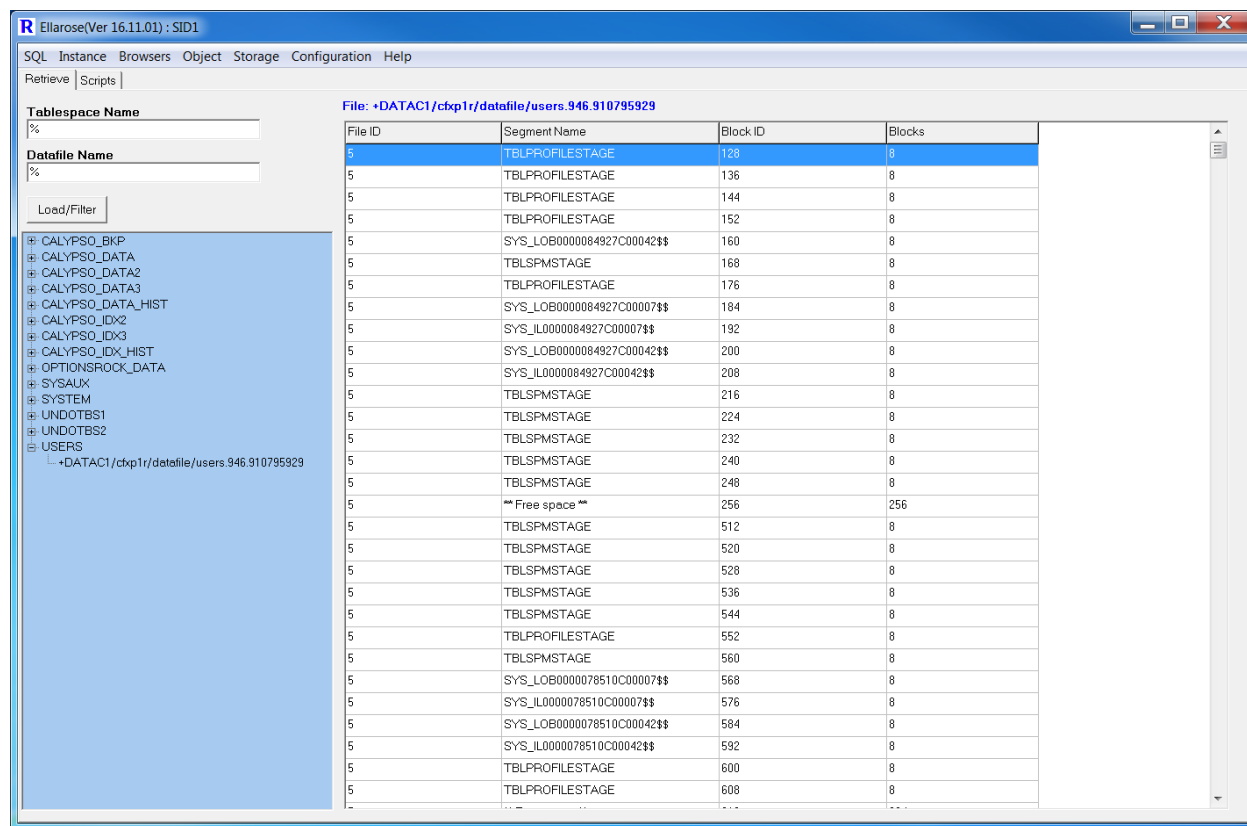 Ellarose(Ver 16.11.01) : SID1
SQL Instance Browsers Object Storage Configuration Help
Retrieve Scripts
Tablespace Name
%
Datafile Name
%
Load/Filter
CALYPSO_BKP
CALYPSO_DATA
CALYPSO_DATA2
CALYPSO_DATA3
CALYPSO_DATA_HIST
CALYPSO_IDX2
CALYPSO_IDX3
CALYPSO_IDX_HIST
OPTIONSROCK_DATA
SYSAUX
SYSTEM
UNDOTBS1
UNDOTBS2
USERS
+DATAC1/cfxp1r/datafile/users.946.910795929
File: +DATAC1/cfxp1r/datafile/users.946.910795929
File ID Segment Name Block ID Blocks
5 TBLPROFILESTAGE 128 8
5 TBLPROFILESTAGE 136 8
5 TBLPROFILESTAGE 144 8
5 TBLPROFILESTAGE 152 8
5 SYS_LOB0000084927C00042$$ 160 8
5 TBLSPMSTAGE 168 8
5 TBLPROFILESTAGE 176 8
5 SYS_LOB0000084927C00007$$ 184 8
5 SYS_IL0000084927C00007$$ 192 8
5 SYS_LOB0000084927C00042$$ 200 8
5 SYS_IL0000084927C00042$$ 208 8
5 TBLSPMSTAGE 216 8
5 TBLSPMSTAGE 224 8
5 TBLSPMSTAGE 232 8
5 TBLSPMSTAGE 240 8
5 TBLSPMSTAGE 248 8
5 ** Free space ** 256 256
5 TBLSPMSTAGE 512 8
5 TBLSPMSTAGE 520 8
5 TBLSPMSTAGE 528 8
5 TBLSPMSTAGE 536 8
5 TBLSPMSTAGE 544 8
5 TBLPROFILESTAGE 552 8
5 TBLSPMSTAGE 560 8
5 SYS_LOB0000078510C00007$$ 568 8
5 SYS_IL0000078510C00007$$ 576 8
5 SYS_LOB0000078510C00042$$ 584 8
5 SYS_IL0000078510C00042$$ 592 8
5 TBLPROFILESTAGE 600 8
5 TBLPROFILESTAGE 608 8